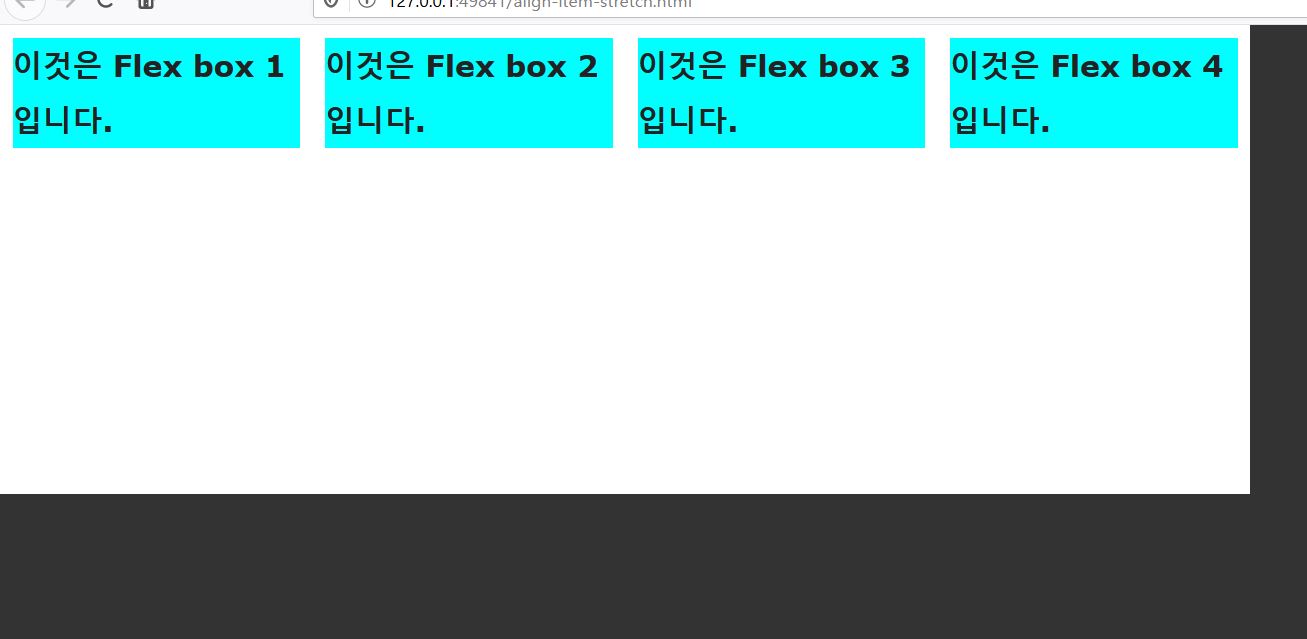 127.0.0.1:49841/align-item-stretch.html
이것은 Flex box 1
입니다.
이것은 Flex box 2
입니다.
이것은 Flex box 3
입니다.
이것은 Flex box 4
입니다.